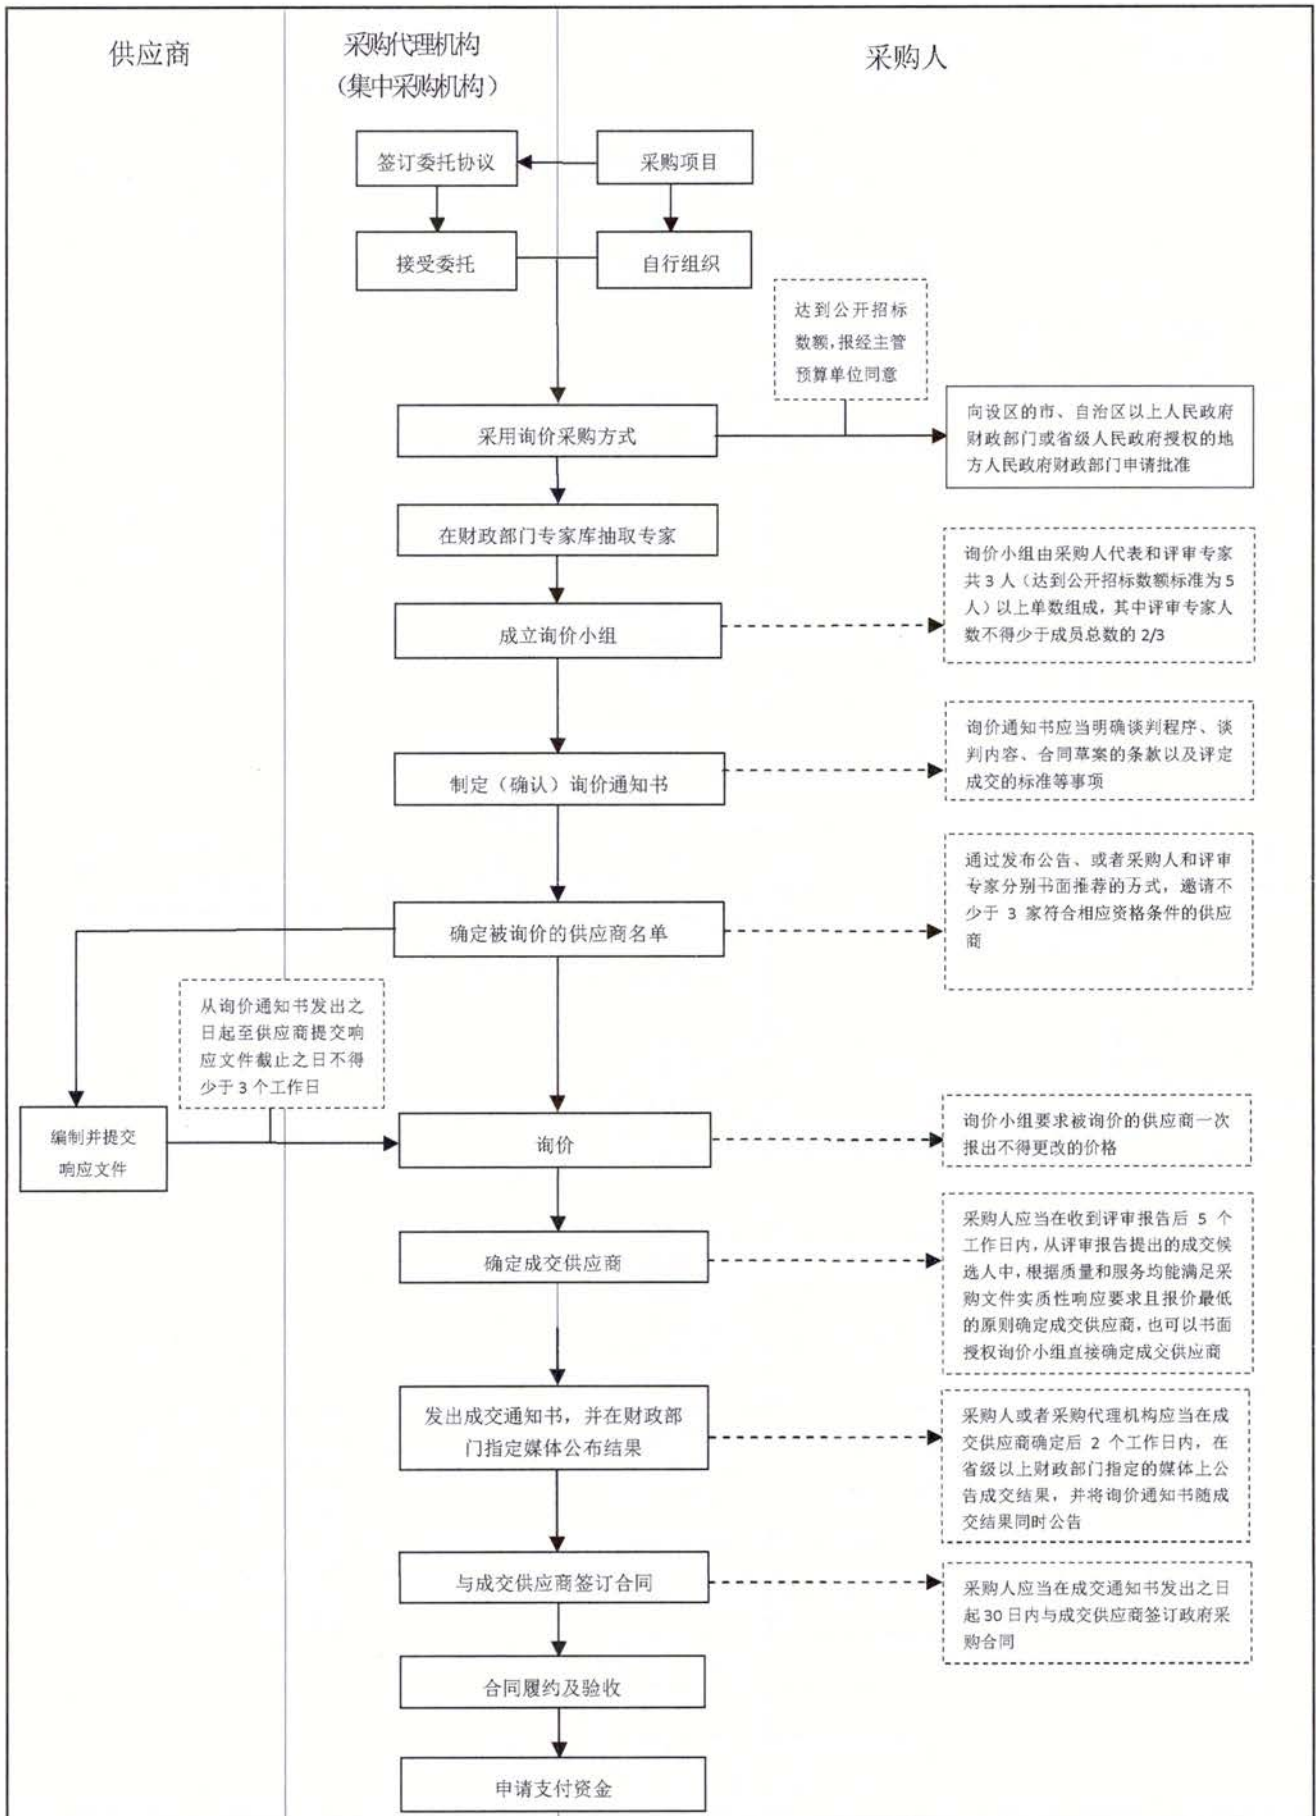 供应商
采购代理机构
（集中采购机构）
采购人
签订委托协议
采购项目
接受委托
自行组织
达到公开招标
数额，报经主管
预算单位同意
采用询价采购方式
向设区的市、自治区以上人民政府
财政部门或省级人民政府授权的地
方人民政府财政部门申请批准
在财政部门专家库抽取专家
询价小组由采购人代表和评审专家
共3人（达到公开招标数额标准为5
人）以上单数组成，其中评审专家人
数不得少于成员总数的 2/3
成立询价小组
询价通知书应当明确谈判程序、谈
判内容、合同草案的条款以及评定
成交的标准等事项
制定（确认）询价通知书
通过发布公告、或者采购人和评审
专家分别书面推荐的方式，邀请不
少于 3 家符合相应资格条件的供应
商
确定被询价的供应商名单
从询价通知书发出之
日起至供应商提交响
应文件截止之日不得
少于3个工作日
编制并提交
响应文件
询价
询价小组要求被询价的供应商一次
报出不得更改的价格
采购人应当在收到评审报告后 5 个
工作日内，从评审报告提出的成交候
选人中，根据质量和服务均能满足采
购文件实质性响应要求且报价最低
的原则确定成交供应商，也可以书面
授权询价小组直接确定成交供应商
确定成交供应商
发出成交通知书，并在财政部
门指定媒体公布结果
采购人或者采购代理机构应当在成
交供应商确定后 2 个工作日内，在
省级以上财政部门指定的媒体上公
告成交结果，并将询价通知书随成
交结果同时公告
与成交供应商签订合同
采购人应当在成交通知书发出之日
起30日内与成交供应商签订政府采
购合同
合同履约及验收
申请支付资金